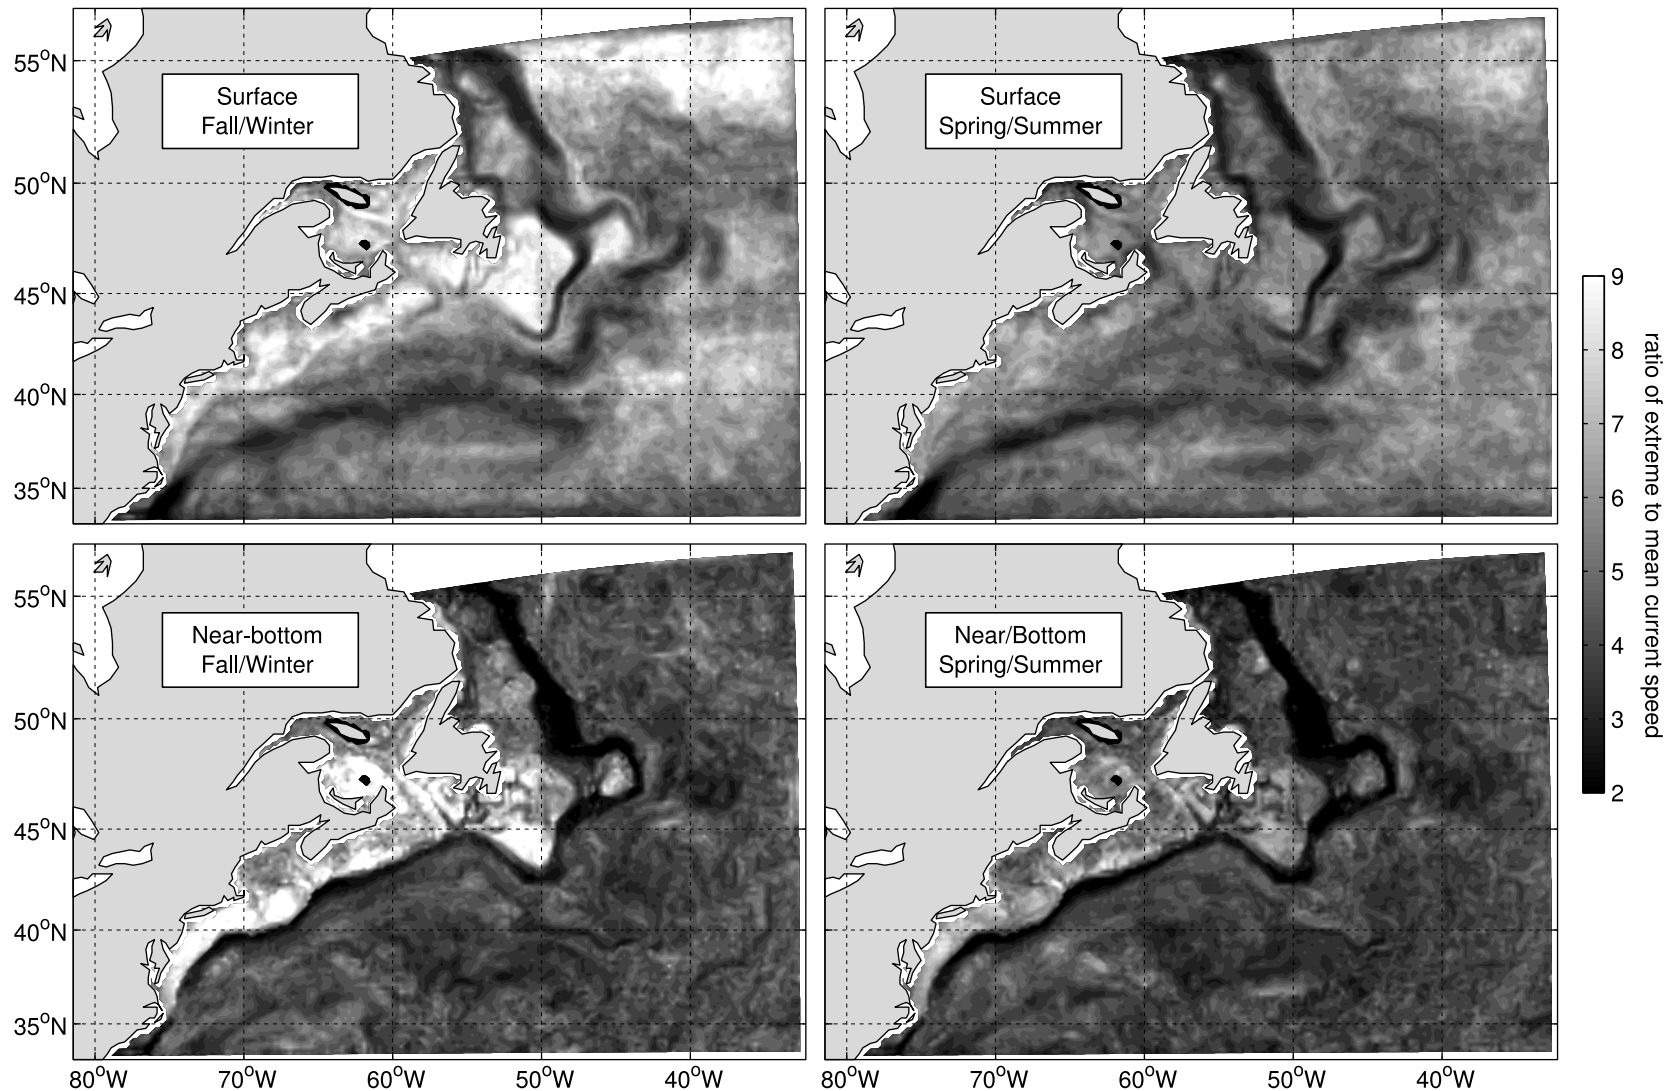 55°N
50°N
45°N
40°N
35°N
Surface
Fall/Winter
Surface
Spring/Summer
55°N
50°N
45°N
40°N
35°N
Near-bottom
Fall/Winter
Near/Bottom
Spring/Summer
80°W 70°W 60°W 50°W 40°W
80°W 70°W 60°W 50°W 40°W
9
8
7
6
5
4
3
2
ratio of extreme to mean current speed